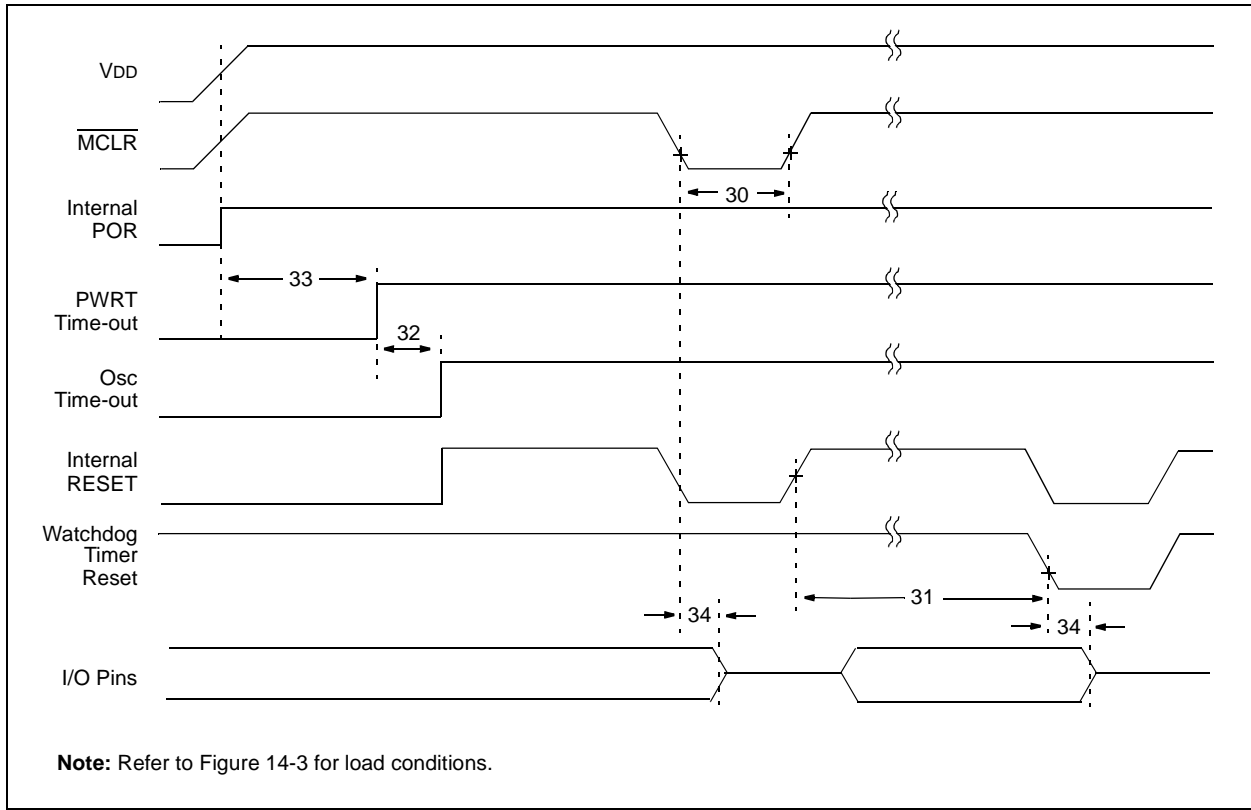 VDD
MCLR
30
Internal
POR
33
PWRT
Time-out
32
Osc
Time-out
Internal
RESET
Watchdog
Timer
Reset
31
34
34
I/O Pins
Note: Refer to Figure 14-3 for load conditions.